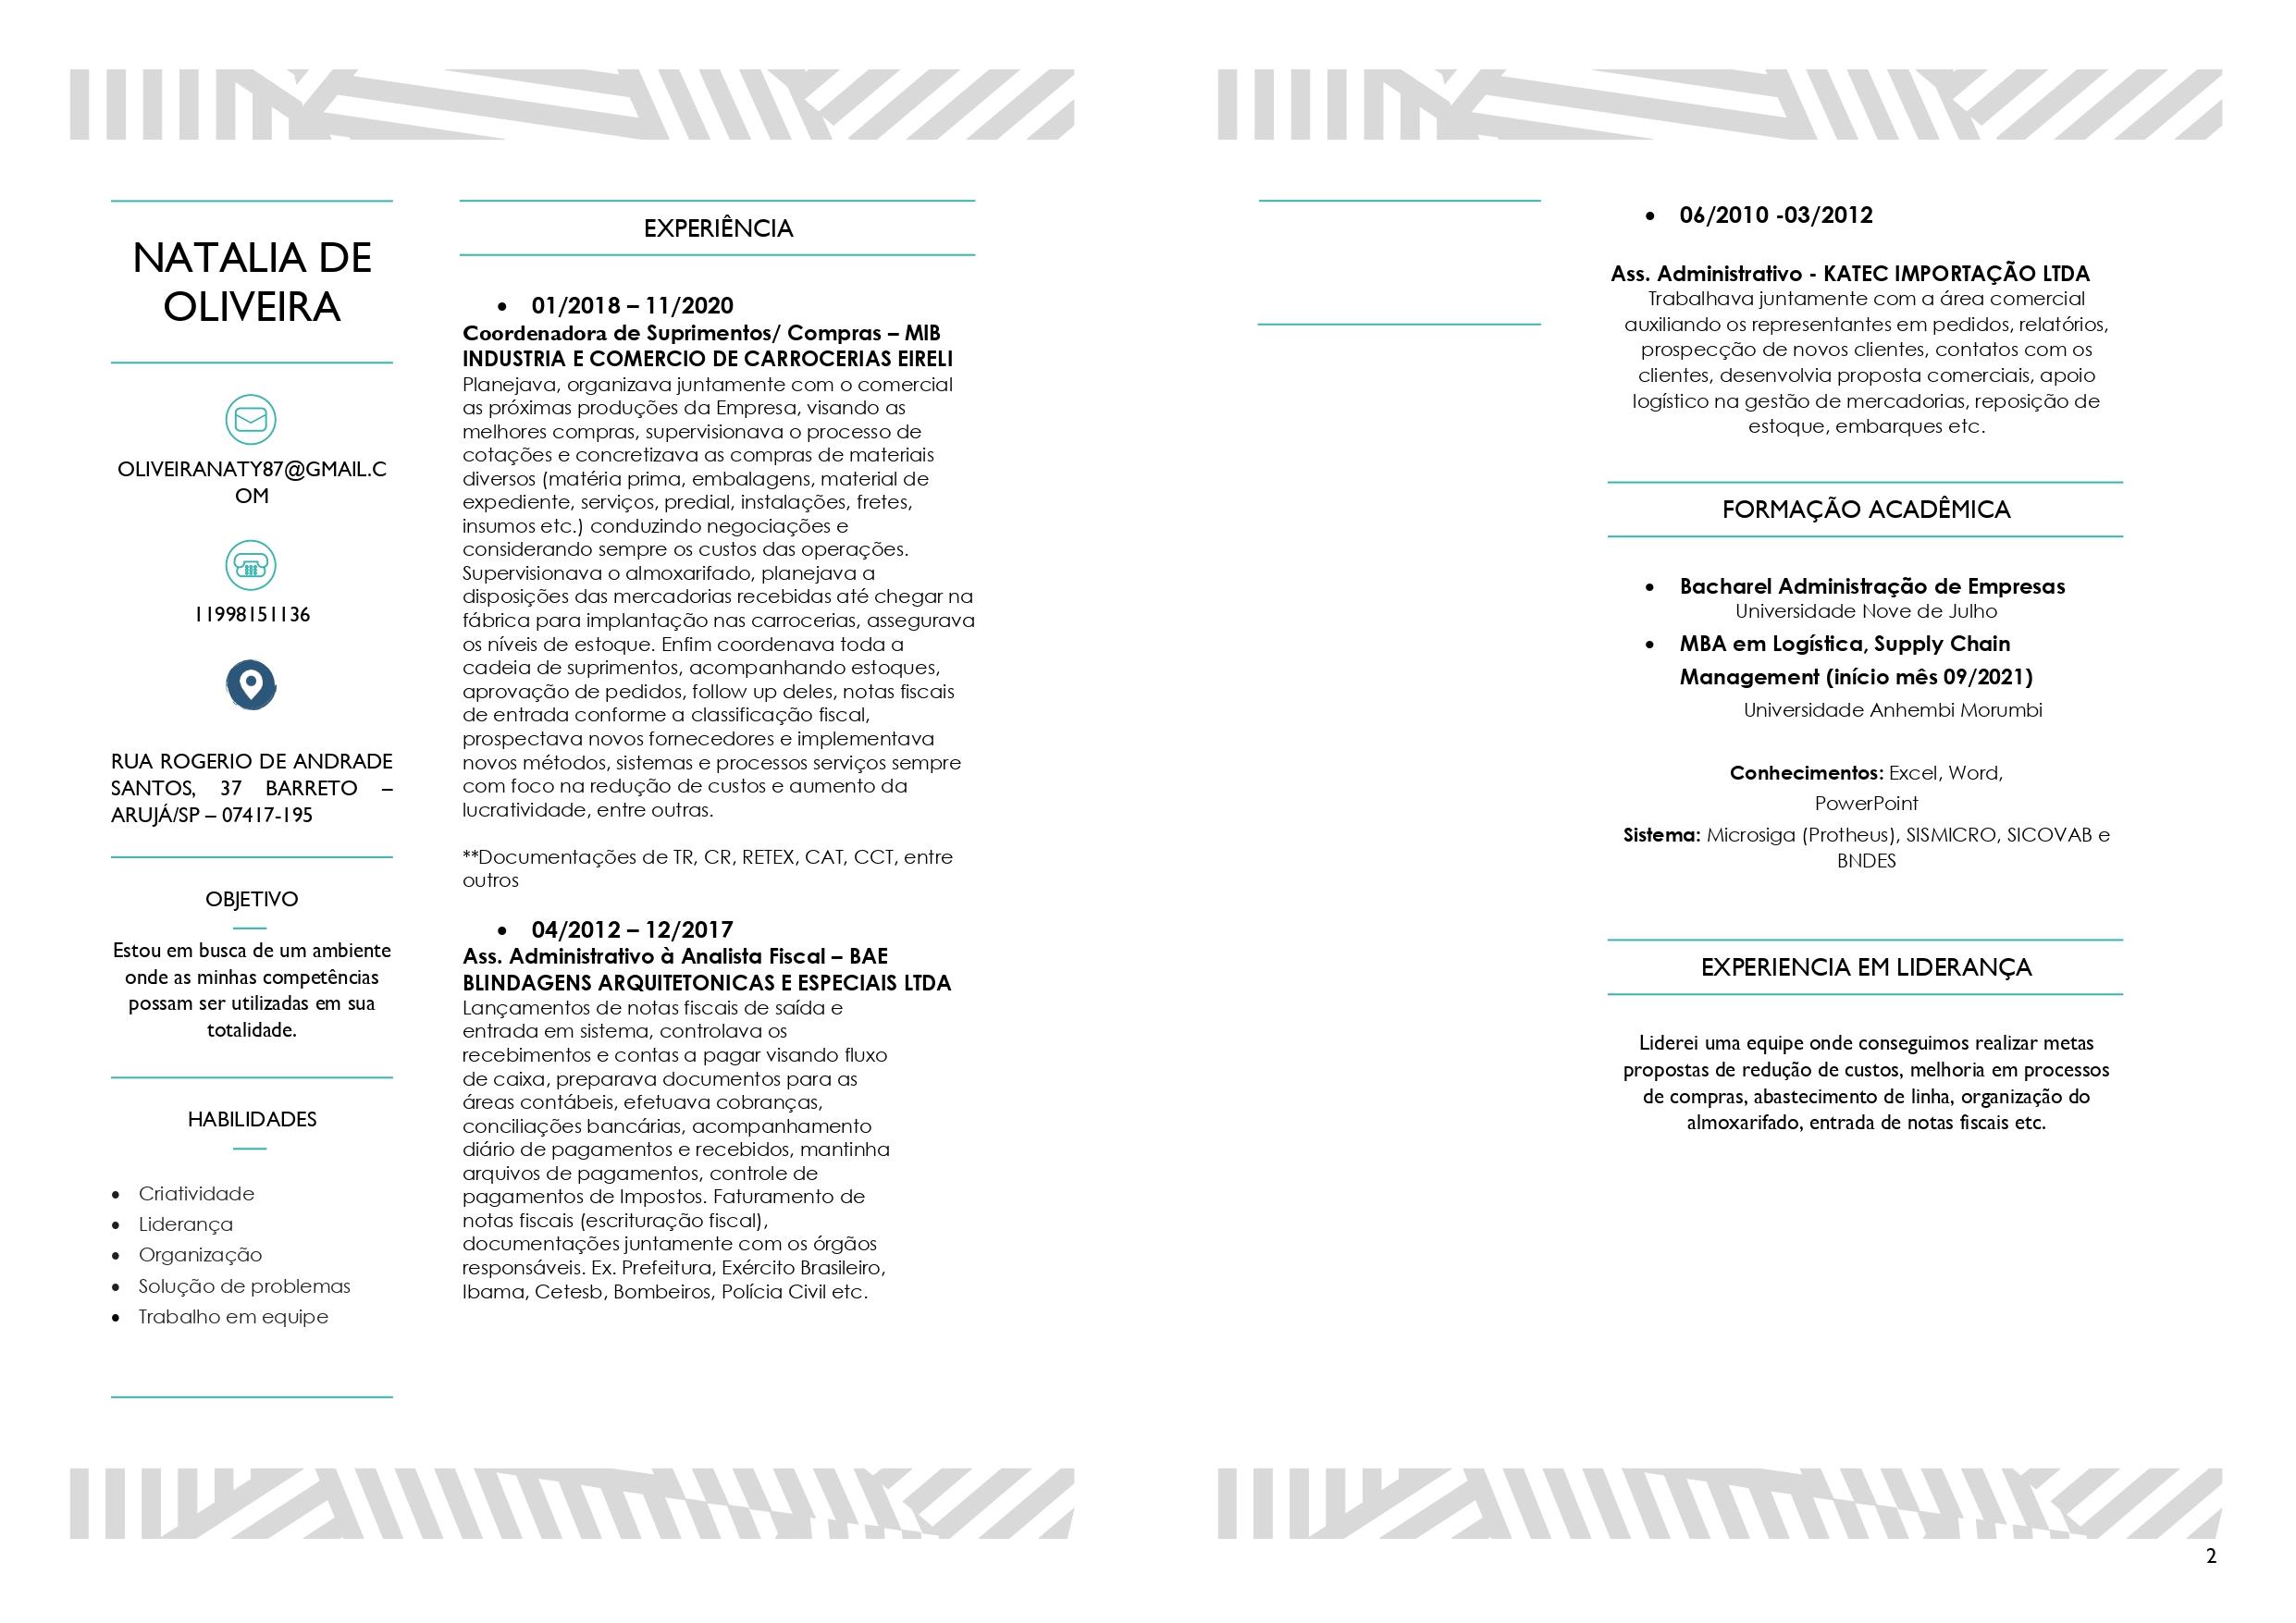 NATALIA DE
OLIVEIRA
OLIVEIRANATY87@GMAIL.C
OM
11998151136
RUA ROGERIO DE ANDRADE
SANTOS, 37 BARRETO –
ARUJÁ/SP – 07417-195
OBJETIVO
Estou em busca de um ambiente
onde as minhas competências
possam ser utilizadas em sua
totalidade.
HABILIDADES
• Criatividade
• Liderança
• Organização
• Solução de problemas
• Trabalho em equipe
EXPERIÊNCIA
• 01/2018 – 11/2020
Coordenadora de Suprimentos/ Compras – MIB
INDUSTRIA E COMERCIO DE CARROCERIAS EIRELI
Planejava, organizava juntamente com o comercial
as próximas produções da Empresa, visando as
melhores compras, supervisionava o processo de
cotações e concretizava as compras de materiais
diversos (matéria prima, embalagens, material de
expediente, serviços, predial, instalações, fretes,
insumos etc.) conduzindo negociações e
considerando sempre os custos das operações.
Supervisionava o almoxarifado, planejava a
disposições das mercadorias recebidas até chegar na
fábrica para implantação nas carrocerias, assegurava
os níveis de estoque. Enfim coordenava toda a
cadeia de suprimentos, acompanhando estoques,
aprovação de pedidos, follow up deles, notas fiscais
de entrada conforme a classificação fiscal,
prospectava novos fornecedores e implementava
novos métodos, sistemas e processos serviços sempre
com foco na redução de custos e aumento da
lucratividade, entre outras.
**Documentações de TR, CR, RETEX, CAT, CCT, entre
outros
• 04/2012 – 12/2017
Ass. Administrativo à Analista Fiscal – BAE
BLINDAGENS ARQUITETONICAS E ESPECIAIS LTDA
Lançamentos de notas fiscais de saída e
entrada em sistema, controlava os
recebimentos e contas a pagar visando fluxo
de caixa, preparava documentos para as
áreas contábeis, efetuava cobranças,
conciliações bancárias, acompanhamento
diário de pagamentos e recebidos, mantinha
arquivos de pagamentos, controle de
pagamentos de Impostos. Faturamento de
notas fiscais (escrituração fiscal),
documentações juntamente com os órgãos
responsáveis. Ex. Prefeitura, Exército Brasileiro,
Ibama, Cetesb, Bombeiros, Polícia Civil etc.
• 06/2010 -03/2012
Ass. Administrativo - KATEC IMPORTAÇÃO LTDA
Trabalhava juntamente com a área comercial
auxiliando os representantes em pedidos, relatórios,
prospecção de novos clientes, contatos com os
clientes, desenvolvia proposta comerciais, apoio
logístico na gestão de mercadorias, reposição de
estoque, embarques etc.
FORMAÇÃO ACADÊMICA
• Bacharel Administração de Empresas
Universidade Nove de Julho
• MBA em Logística, Supply Chain
Management (início mês 09/2021)
Universidade Anhembi Morumbi
Conhecimentos: Excel, Word,
PowerPoint
Sistema: Microsiga (Protheus), SISMICRO, SICOVAB e
BNDES
EXPERIENCIA EM LIDERANÇA
Liderei uma equipe onde conseguimos realizar metas
propostas de redução de custos, melhoria em processos
de compras, abastecimento de linha, organização do
almoxarifado, entrada de notas fiscais etc.
2